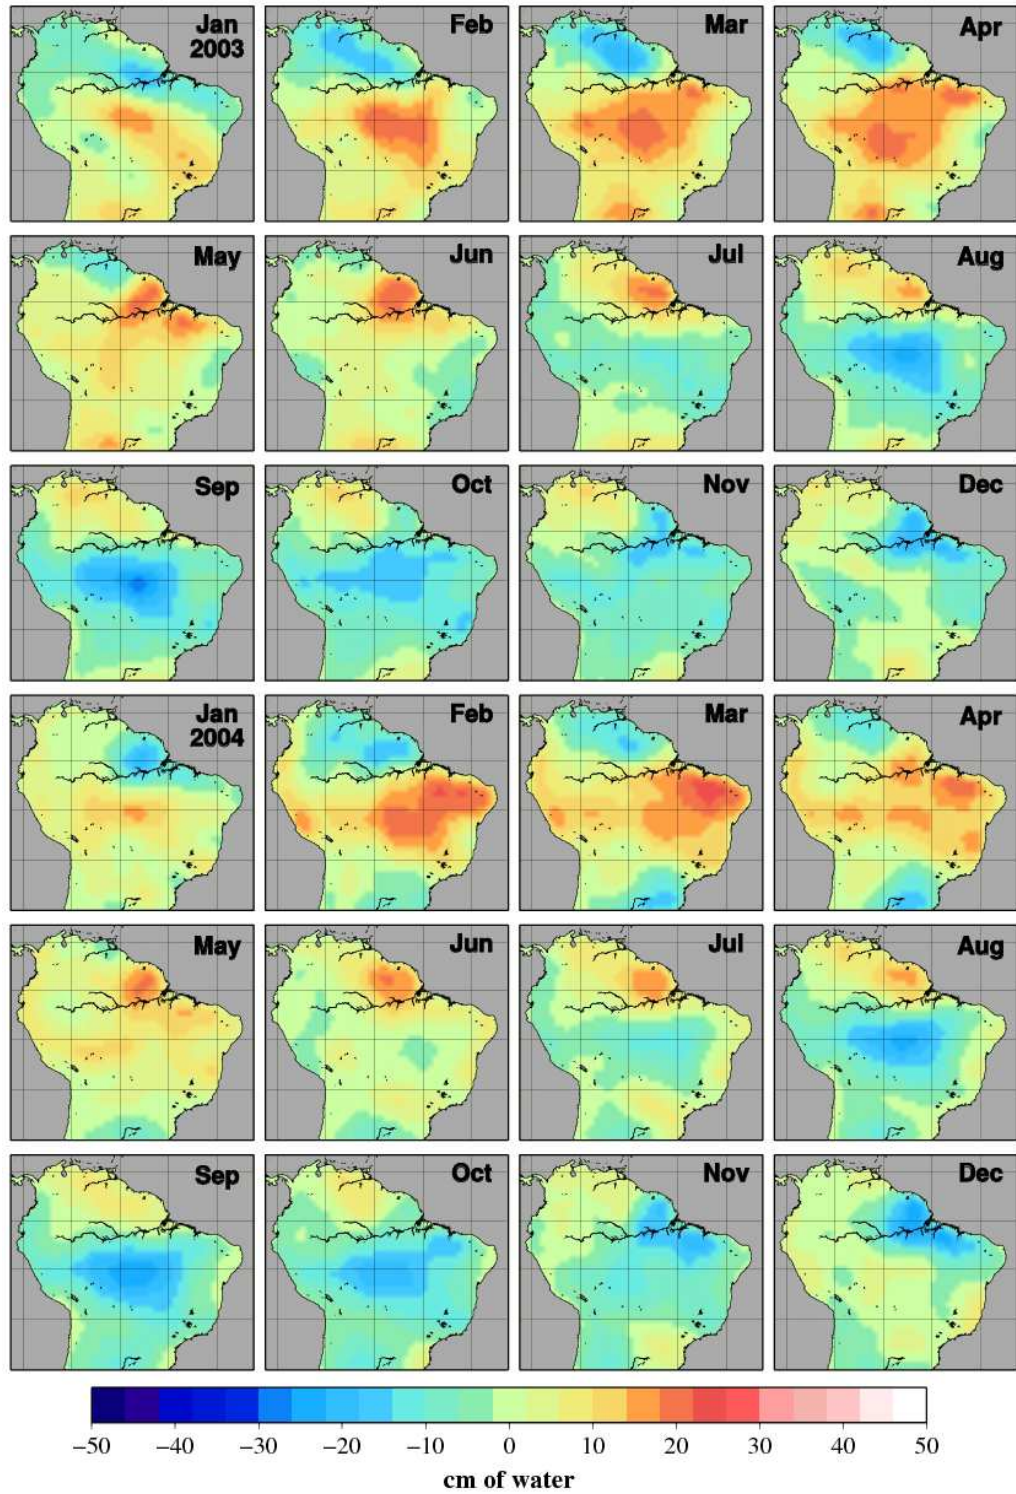 Jan
2003
Feb
Mar
Apr
May
Jun
Jul
Aug
Sep
Oct
Nov
Dec
Jan
2004
Feb
Mar
Apr
May
Jun
Jul
Aug
Sep
Oct
Nov
Dec
−50 −40 −30 −20 −10 0 10 20 30 40 50
cm of water